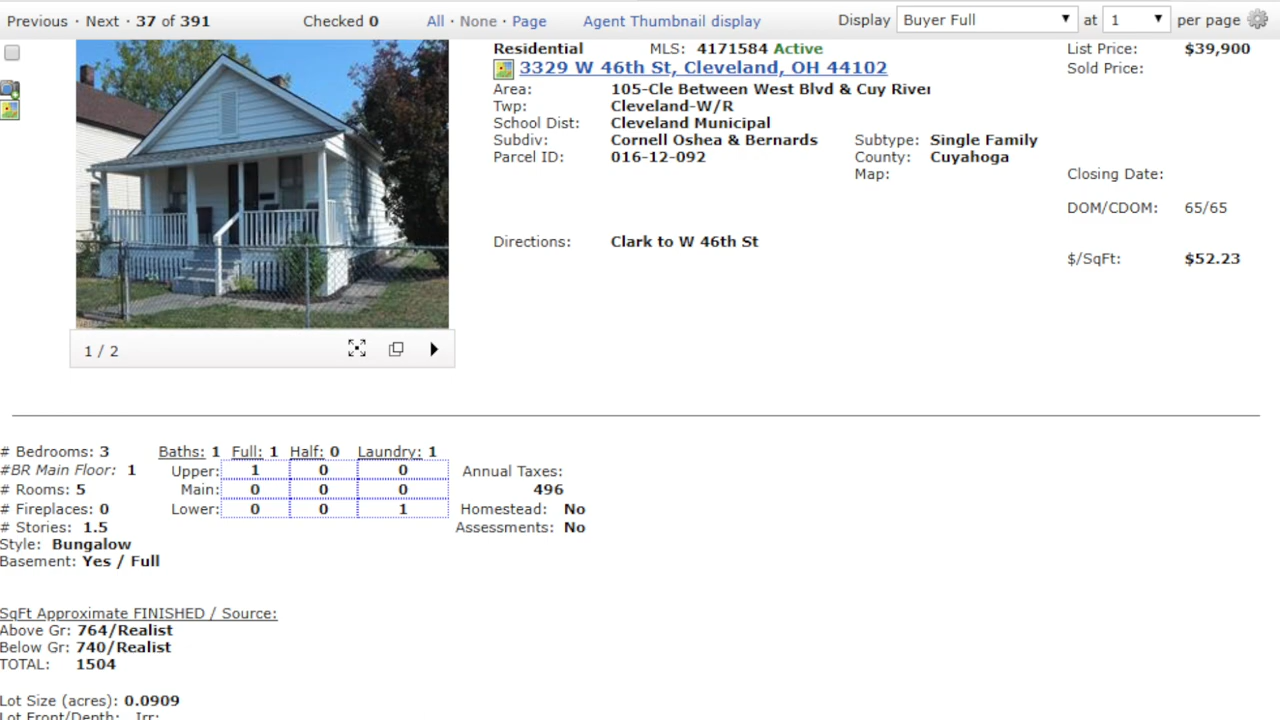 Previous · Next · 37 of 391 Checked 0 All · None · Page Agent Thumbnail display Display Buyer Full at 1 per page
Residential MLS: 4171584 Active List Price: $39,900
3329 W 46th St, Cleveland, OH 44102 Sold Price:
Area: 105-Cle Between West Blvd & Cuy River
Twp: Cleveland-W/R
School Dist: Cleveland Municipal
Subdiv: Cornell Oshea & Bernards Subtype: Single Family
Parcel ID: 016-12-092 County: Cuyahoga
Map: Closing Date:
DOM/CDOM: 65/65
Directions: Clark to W 46th St
$/SqFt: $52.23
1 / 2
# Bedrooms: 3 Baths: 1 Full: 1 Half: 0 Laundry: 1
#BR Main Floor: 1 Upper: 1 0 0 Annual Taxes:
# Rooms: 5 Main: 0 0 0 496
# Fireplaces: 0 Lower: 0 0 1 Homestead: No
# Stories: 1.5 Assessments: No
Style: Bungalow
Basement: Yes / Full
SqFt Approximate FINISHED / Source:
Above Gr: 764/Realist
Below Gr: 740/Realist
TOTAL: 1504
Lot Size (acres): 0.0909
Lot Front/Depth: Irr: